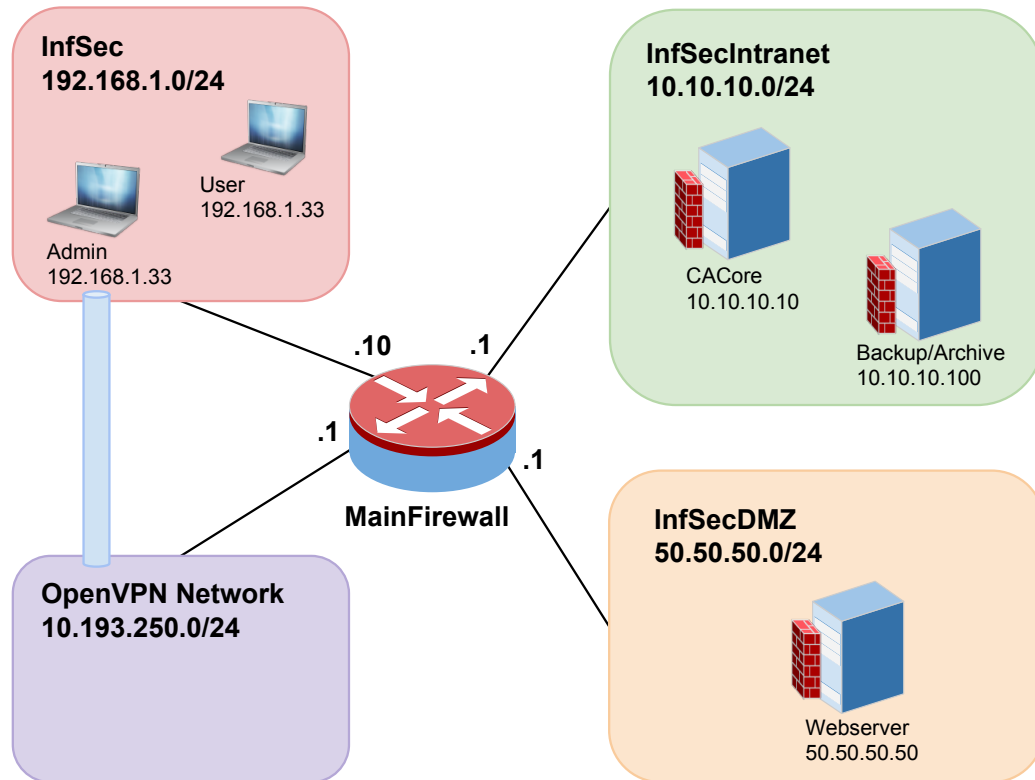 InfSec
192.168.1.0/24
User
192.168.1.33
Admin
192.168.1.33
InfSecIntranet
10.10.10.0/24
CACore
10.10.10.10
Backup/Archive
10.10.10.100
.10
.1
.1
.1
MainFirewall
OpenVPN Network
10.193.250.0/24
InfSecDMZ
50.50.50.0/24
Webserver
50.50.50.50